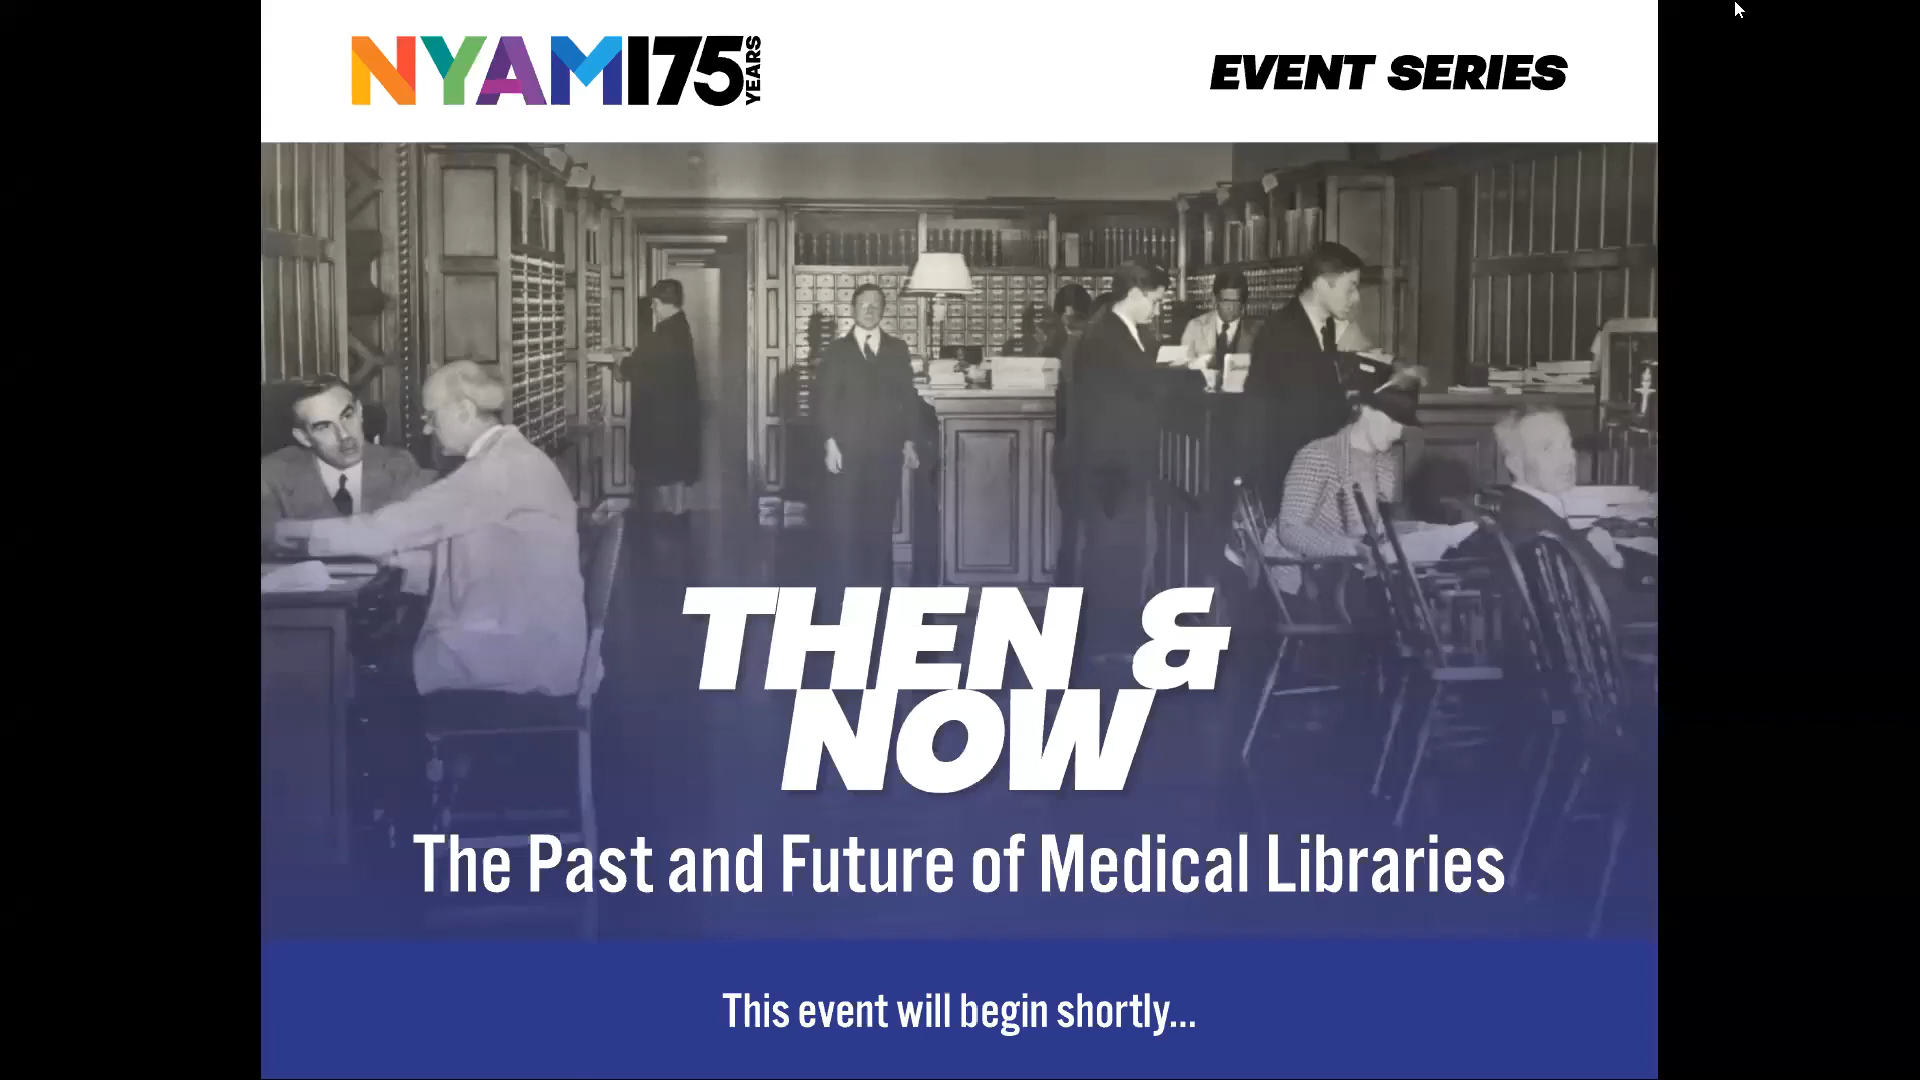 NYAM175 YEARS
EVENT SERIES
THEN &
NOW
The Past and Future of Medical Libraries
This event will begin shortly...